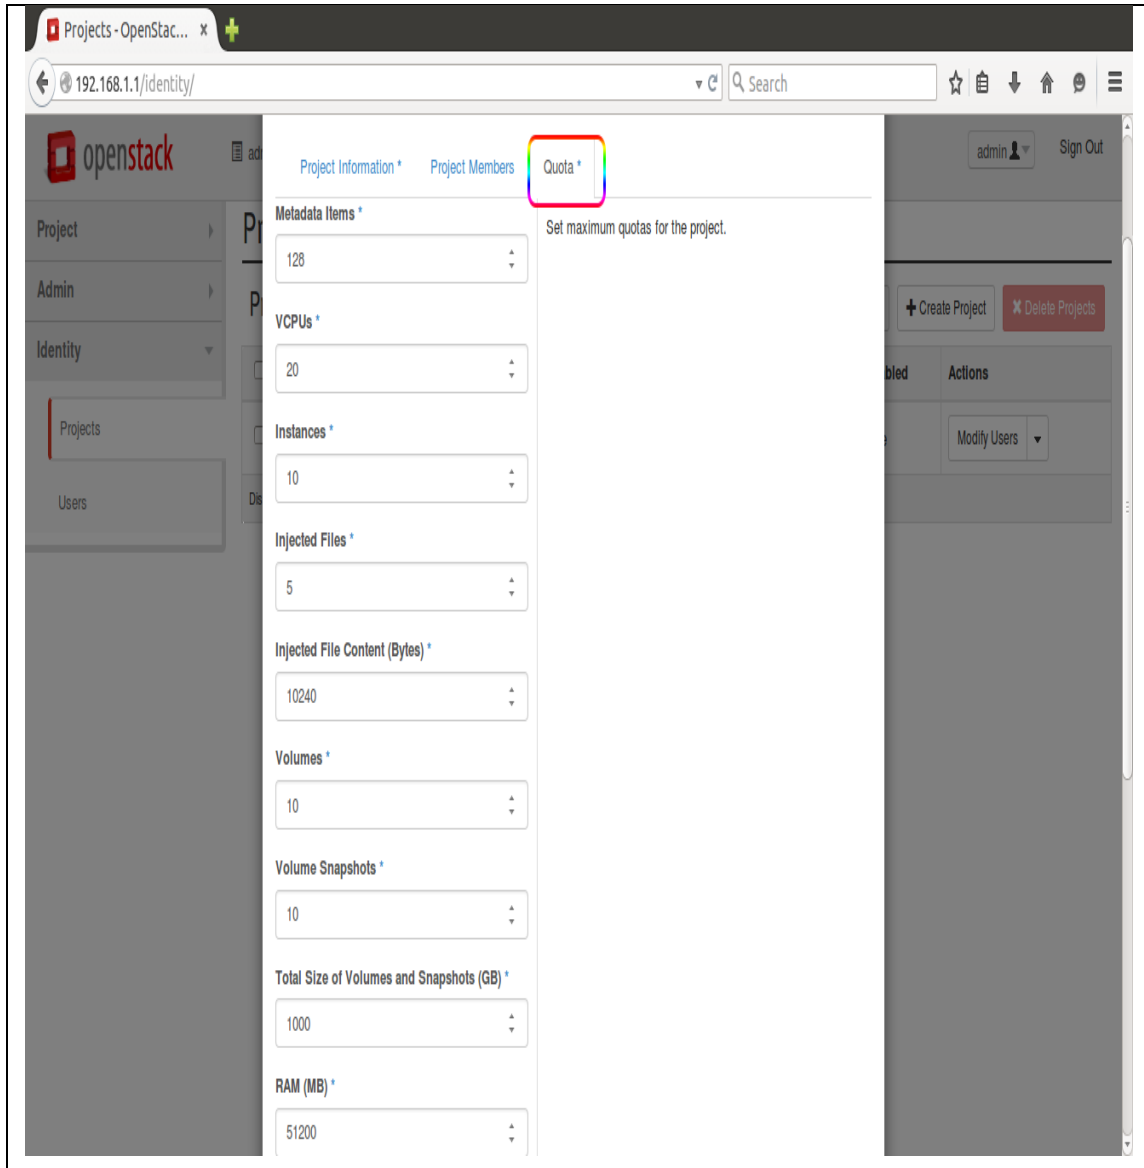 Projects - OpenStac... ×
192.168.1.1/identity/
Search
openstack
Project Information *
Project Members
Quota *
admin
Sign Out
Project
Admin
Identity
Projects
Users
Metadata Items *
128
VCPUs *
20
Instances *
10
Injected Files *
5
Injected File Content (Bytes) *
10240
Volumes *
10
Volume Snapshots *
10
Total Size of Volumes and Snapshots (GB) *
1000
RAM (MB) *
51200
Set maximum quotas for the project.
Create Project
Delete Projects
Actions
Modify Users